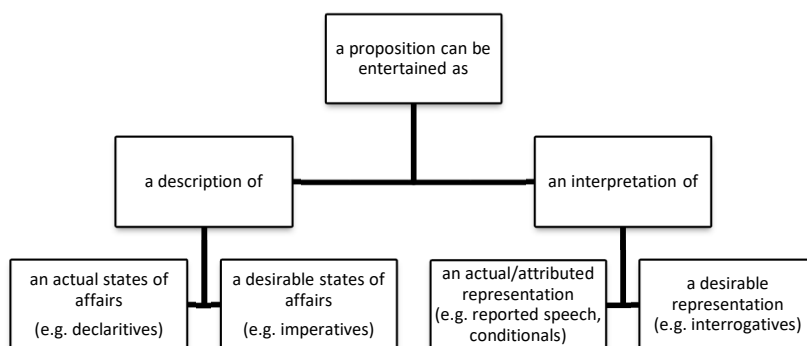 a proposition can be
entertained as
a description of
an interpretation of
an actual states of
affairs
(e.g. declaritives)
a desirable states of
affairs
(e.g. imperatives)
an actual/attributed
representation
(e.g. reported speech,
conditionals)
a desirable
representation
(e.g. interrogatives)